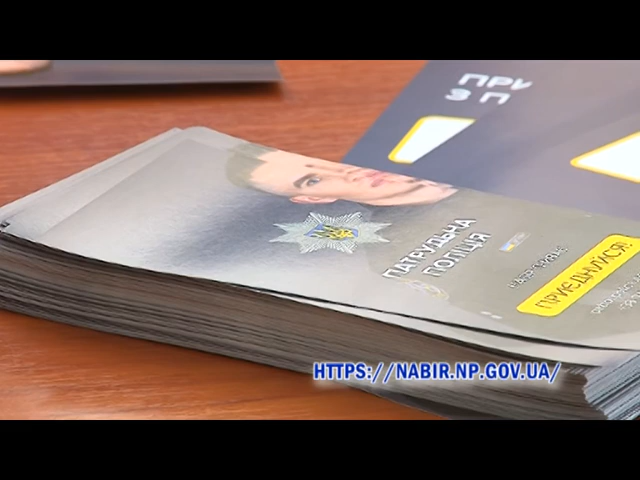 ПРИ
З П
ПАТРУЛЬНА
ПОЛІЦІЯ
ПРИЄДНУЙСЯ!
HTTPS://NABIR.NP.GOV.UA/